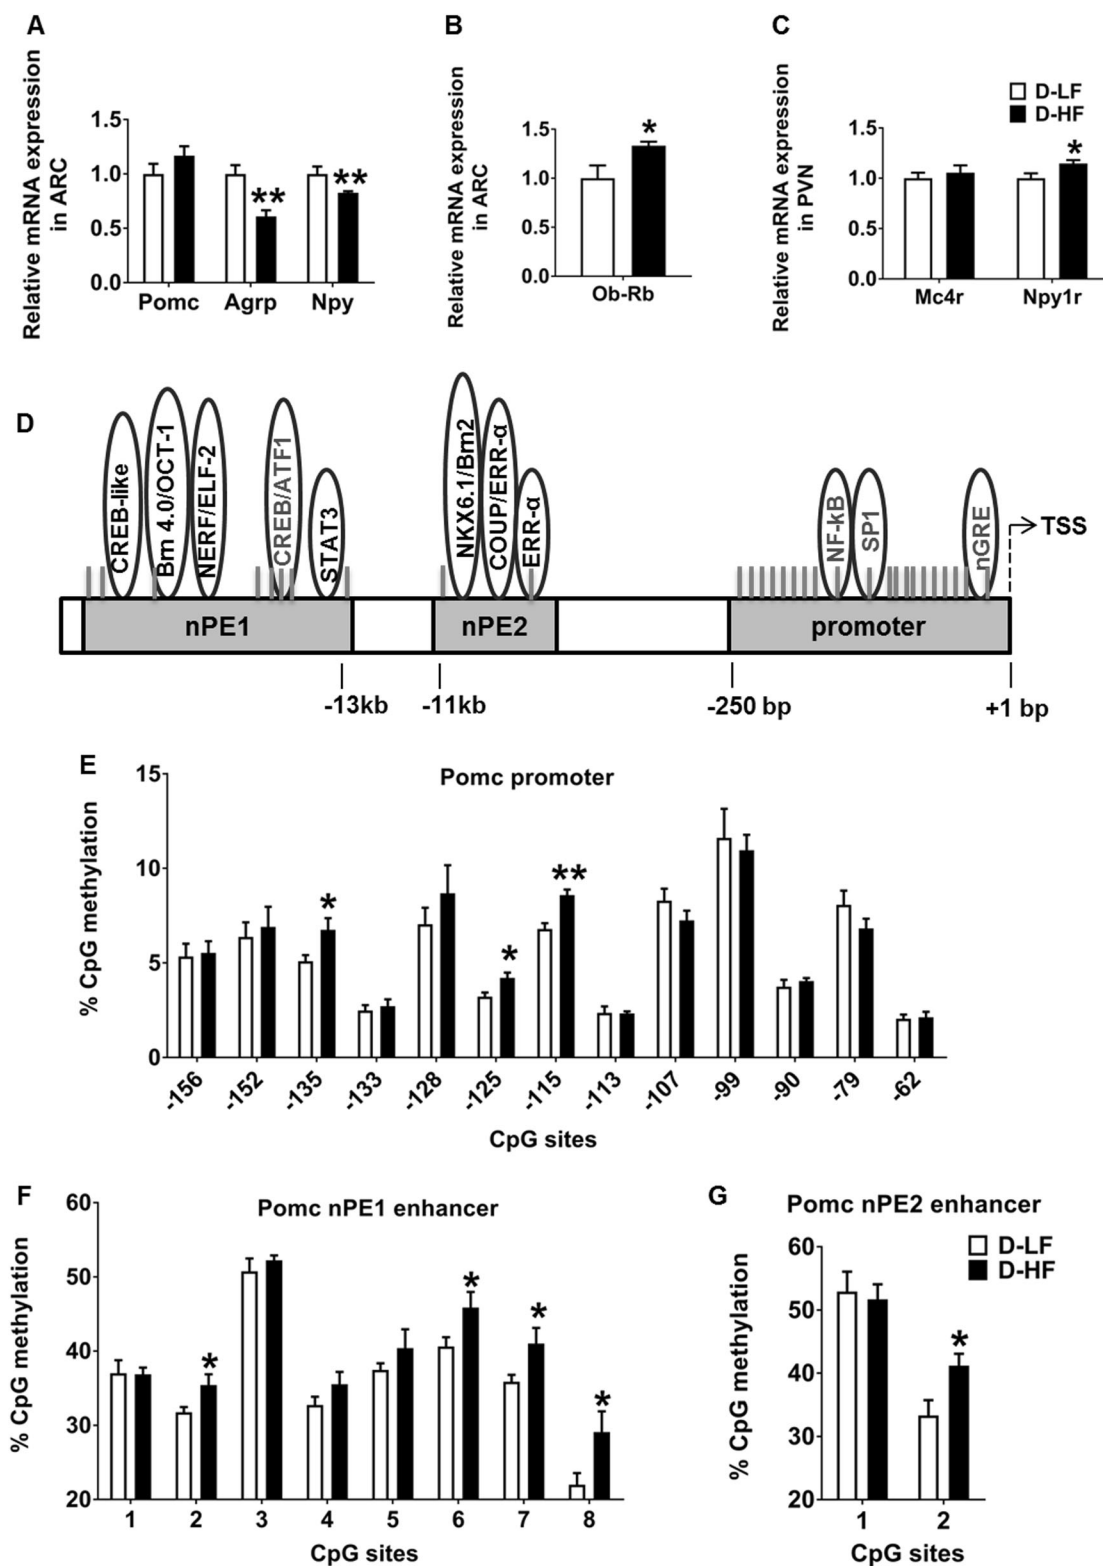 A
Relative mRNA expression
in ARC
1.5
1.0
0.5
0.0
** **
Pomc Agrp Npy
B
Relative mRNA expression
in ARC
1.5
1.0
0.5
0.0
*
Ob-Rb
C
Relative mRNA expression
in PVN
D-LF
D-HF
1.5
1.0
0.5
0.0
*
Mc4r Npy1r
D
CREB-like
Brn 4.0/OCT-1
NERF/ELF-2
CREB/ATF1
STAT3
NKX6.1/Brn2
COUP/ERR-α
ERR-α
NF-kB
SP1
nGRE
TSS
nPE1 nPE2 promoter
-13kb -11kb -250 bp +1 bp
E
Pomc promoter
% CpG methylation
15
10
5
0
* * **
-156 -152 -135 -133 -128 -125 -115 -113 -107 -99 -90 -79 -62
CpG sites
F
Pomc nPE1 enhancer
% CpG methylation
60
50
40
30
20
* * * *
1 2 3 4 5 6 7 8
CpG sites
G
Pomc nPE2 enhancer
D-LF
D-HF
% CpG methylation
60
50
40
30
20
*
1 2
CpG sites